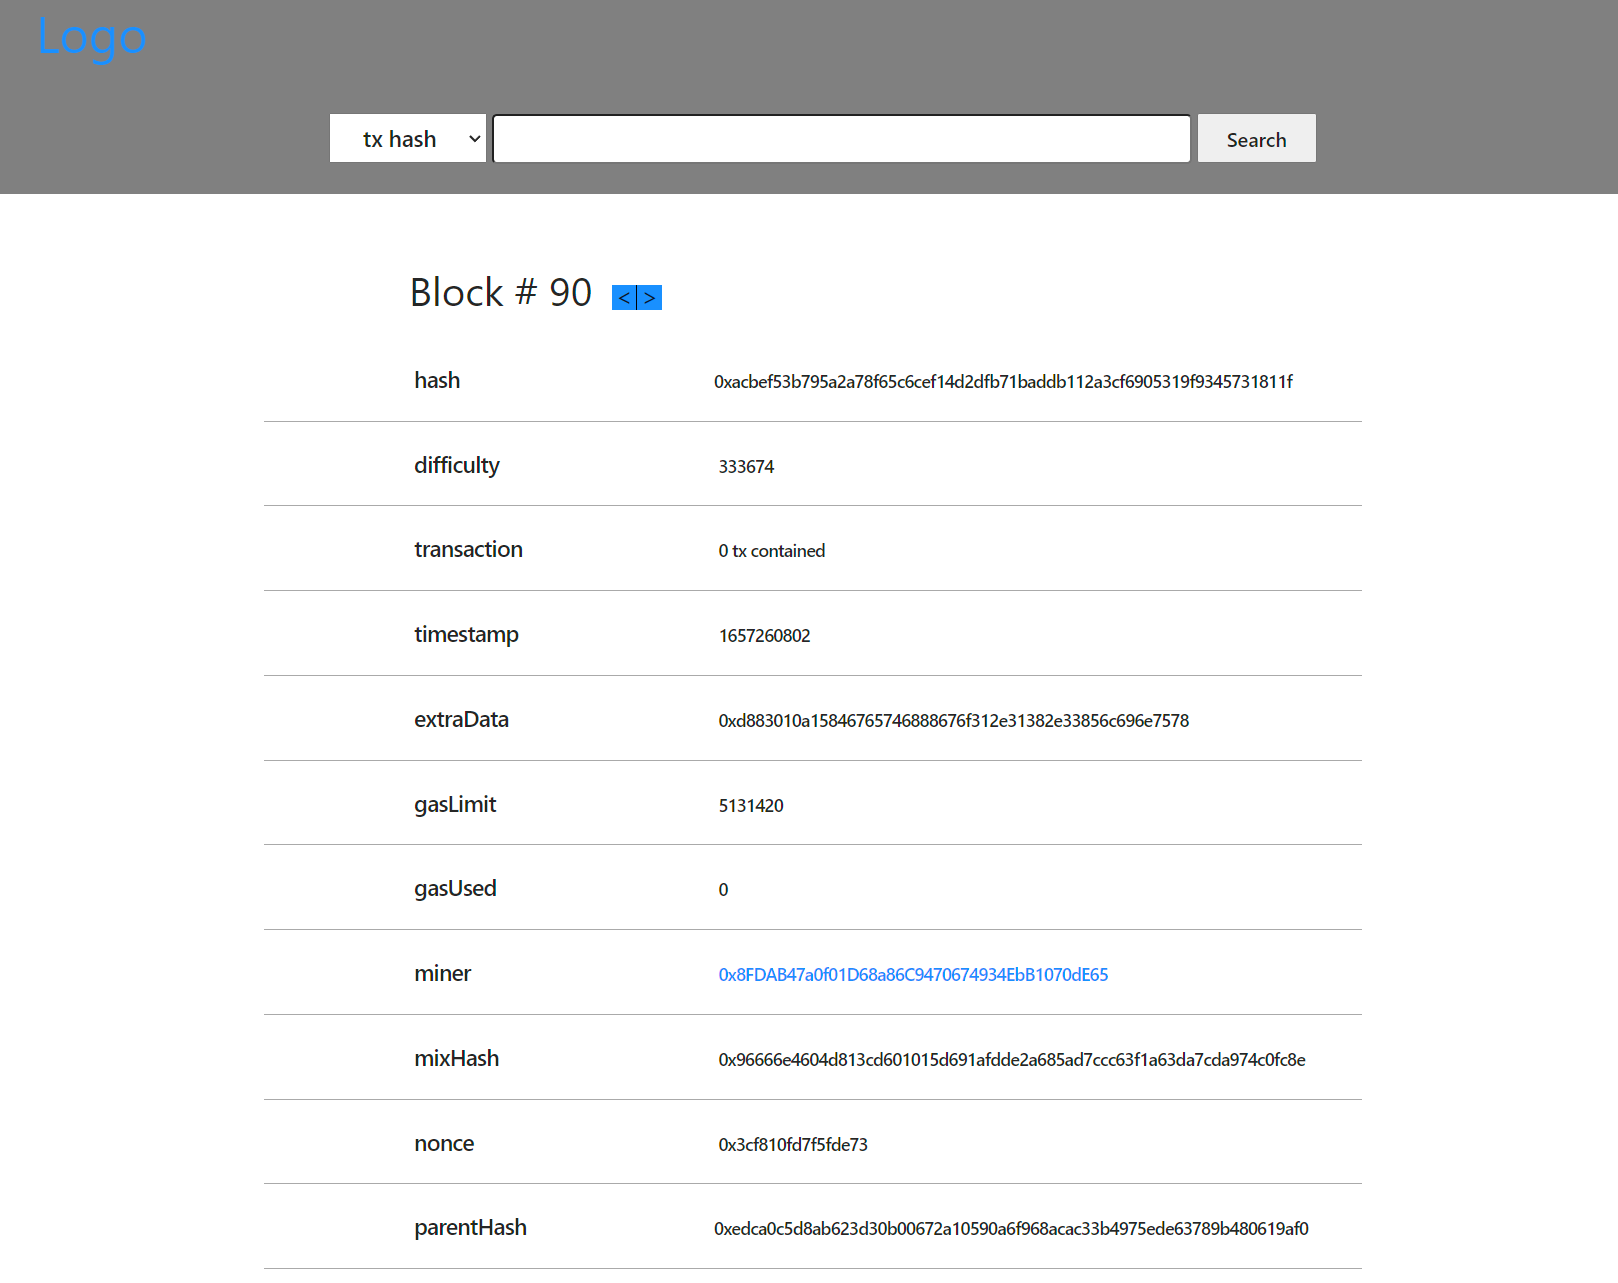 Logo
tx hash Search
Block # 90 < >
hash 0xacbef53b795a2a78f65c6cef14d2dfb71baddb112a3cf6905319f9345731811f
difficulty 333674
transaction 0 tx contained
timestamp 1657260802
extraData 0xd883010a15846765746888676f312e31382e33856c696e7578
gasLimit 5131420
gasUsed 0
miner 0x8FDAB47a0f01D68a86C9470674934EbB1070dE65
mixHash 0x96666e4604d813cd601015d691afdde2a685ad7ccc63f1a63da7cda974c0fc8e
nonce 0x3cf810fd7f5fde73
parentHash 0xedca0c5d8ab623d30b00672a10590a6f968acac33b4975ede63789b480619af0